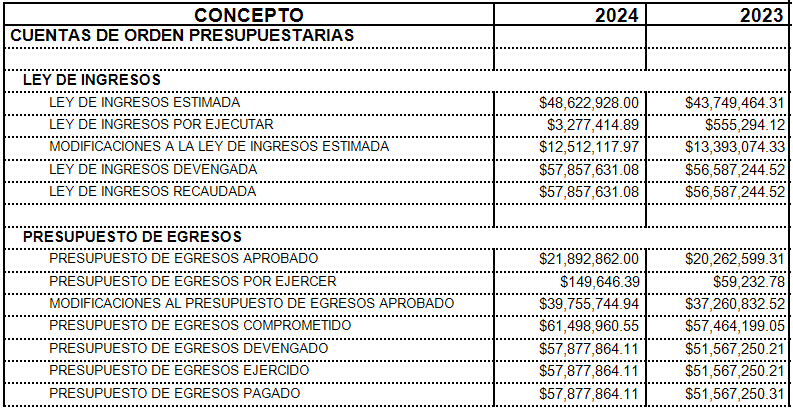 CONCEPTO 2024 2023
CUENTAS DE ORDEN PRESUPUESTARIAS
LEY DE INGRESOS
LEY DE INGRESOS ESTIMADA $48,622,928.00 $43,749,464.31
LEY DE INGRESOS POR EJECUTAR $3,277,414.89 $555,294.12
MODIFICACIONES A LA LEY DE INGRESOS ESTIMADA $12,512,117.97 $13,393,074.33
LEY DE INGRESOS DEVENGADA $57,857,631.08 $56,587,244.52
LEY DE INGRESOS RECAUDADA $57,857,631.08 $56,587,244.52
PRESUPUESTO DE EGRESOS
PRESUPUESTO DE EGRESOS APROBADO $21,892,862.00 $20,262,599.31
PRESUPUESTO DE EGRESOS POR EJERCER $149,646.39 $59,232.78
MODIFICACIONES AL PRESUPUESTO DE EGRESOS APROBADO $39,755,744.94 $37,260,832.52
PRESUPUESTO DE EGRESOS COMPROMETIDO $61,498,960.55 $57,464,199.05
PRESUPUESTO DE EGRESOS DEVENGADO $57,877,864.11 $51,567,250.21
PRESUPUESTO DE EGRESOS EJERCIDO $57,877,864.11 $51,567,250.21
PRESUPUESTO DE EGRESOS PAGADO $57,877,864.11 $51,567,250.31